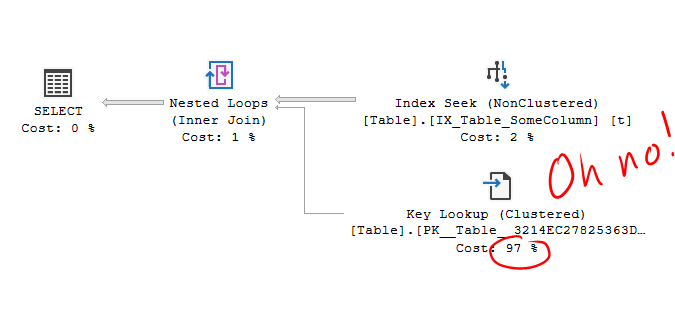 SELECT
Cost: 0 %
Nested Loops
(Inner Join)
Cost: 1 %
Index Seek (NonClustered)
[Table].[IX_Table_SomeColumn] [t]
Cost: 2 %
Oh no!
Key Lookup (Clustered)
[Table].[PK__Table__3214EC27825363D…
Cost: 97 %